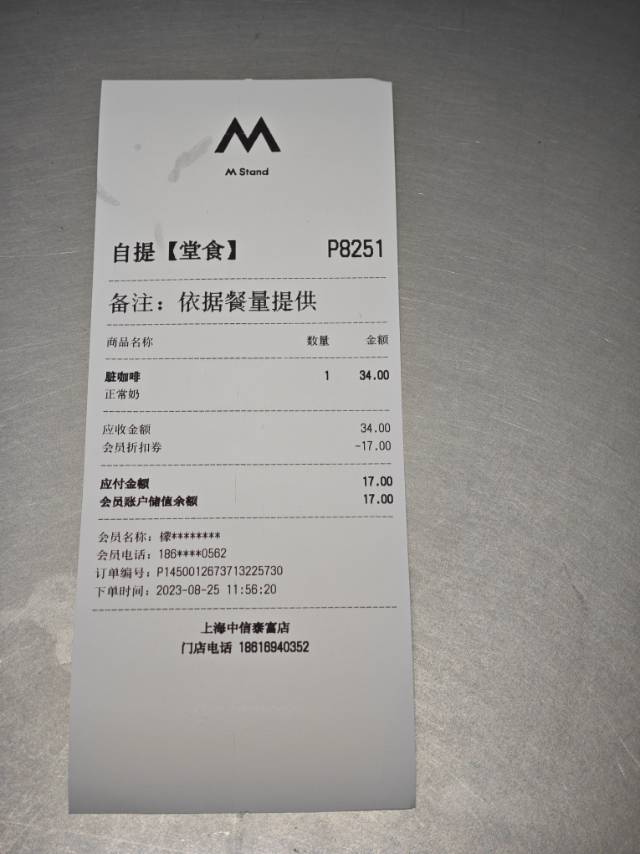 M Stand
自提【堂食】 P8251
备注：依据餐量提供
商品名称 数量 金额
脏咖啡 1 34.00
正常奶
应收金额 34.00
会员折扣券 -17.00
应付金额 17.00
会员账户储值余额 17.00
会员名称：檬********
会员电话：186****0562
订单编号：P1450012673713225730
下单时间：2023-08-25 11:56:20
上海中信泰富店
门店电话 18616940352